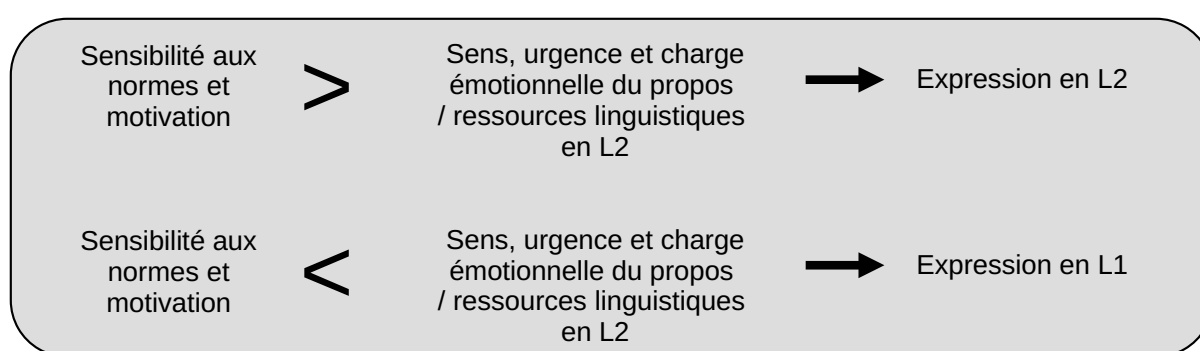 Sensibilité aux
normes et
motivation
>
Sens, urgence et charge
émotionnelle du propos
/ ressources linguistiques
en L2
Expression en L2
Sensibilité aux
normes et
motivation
<
Sens, urgence et charge
émotionnelle du propos
/ ressources linguistiques
en L2
Expression en L1